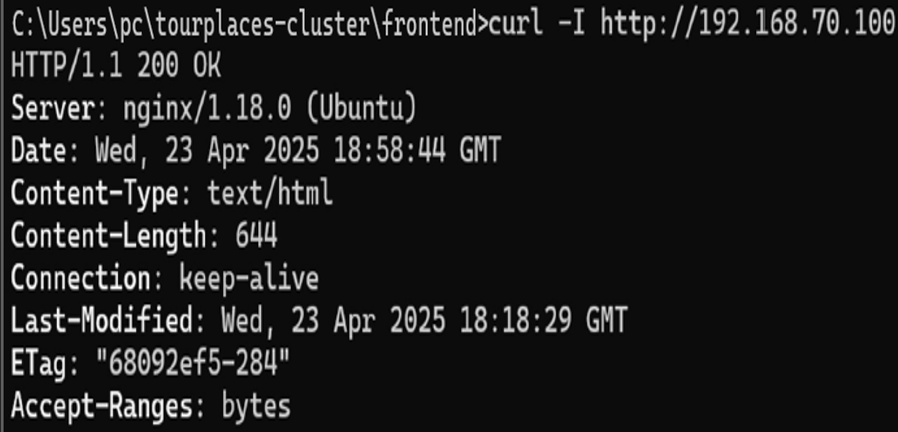 C:\Users\pc\tourplaces-cluster\frontend>curl -I http://192.168.70.100
HTTP/1.1 200 OK
Server: nginx/1.18.0 (Ubuntu)
Date: Wed, 23 Apr 2025 18:58:44 GMT
Content-Type: text/html
Content-Length: 644
Connection: keep-alive
Last-Modified: Wed, 23 Apr 2025 18:18:29 GMT
ETag: "68092ef5-284"
Accept-Ranges: bytes